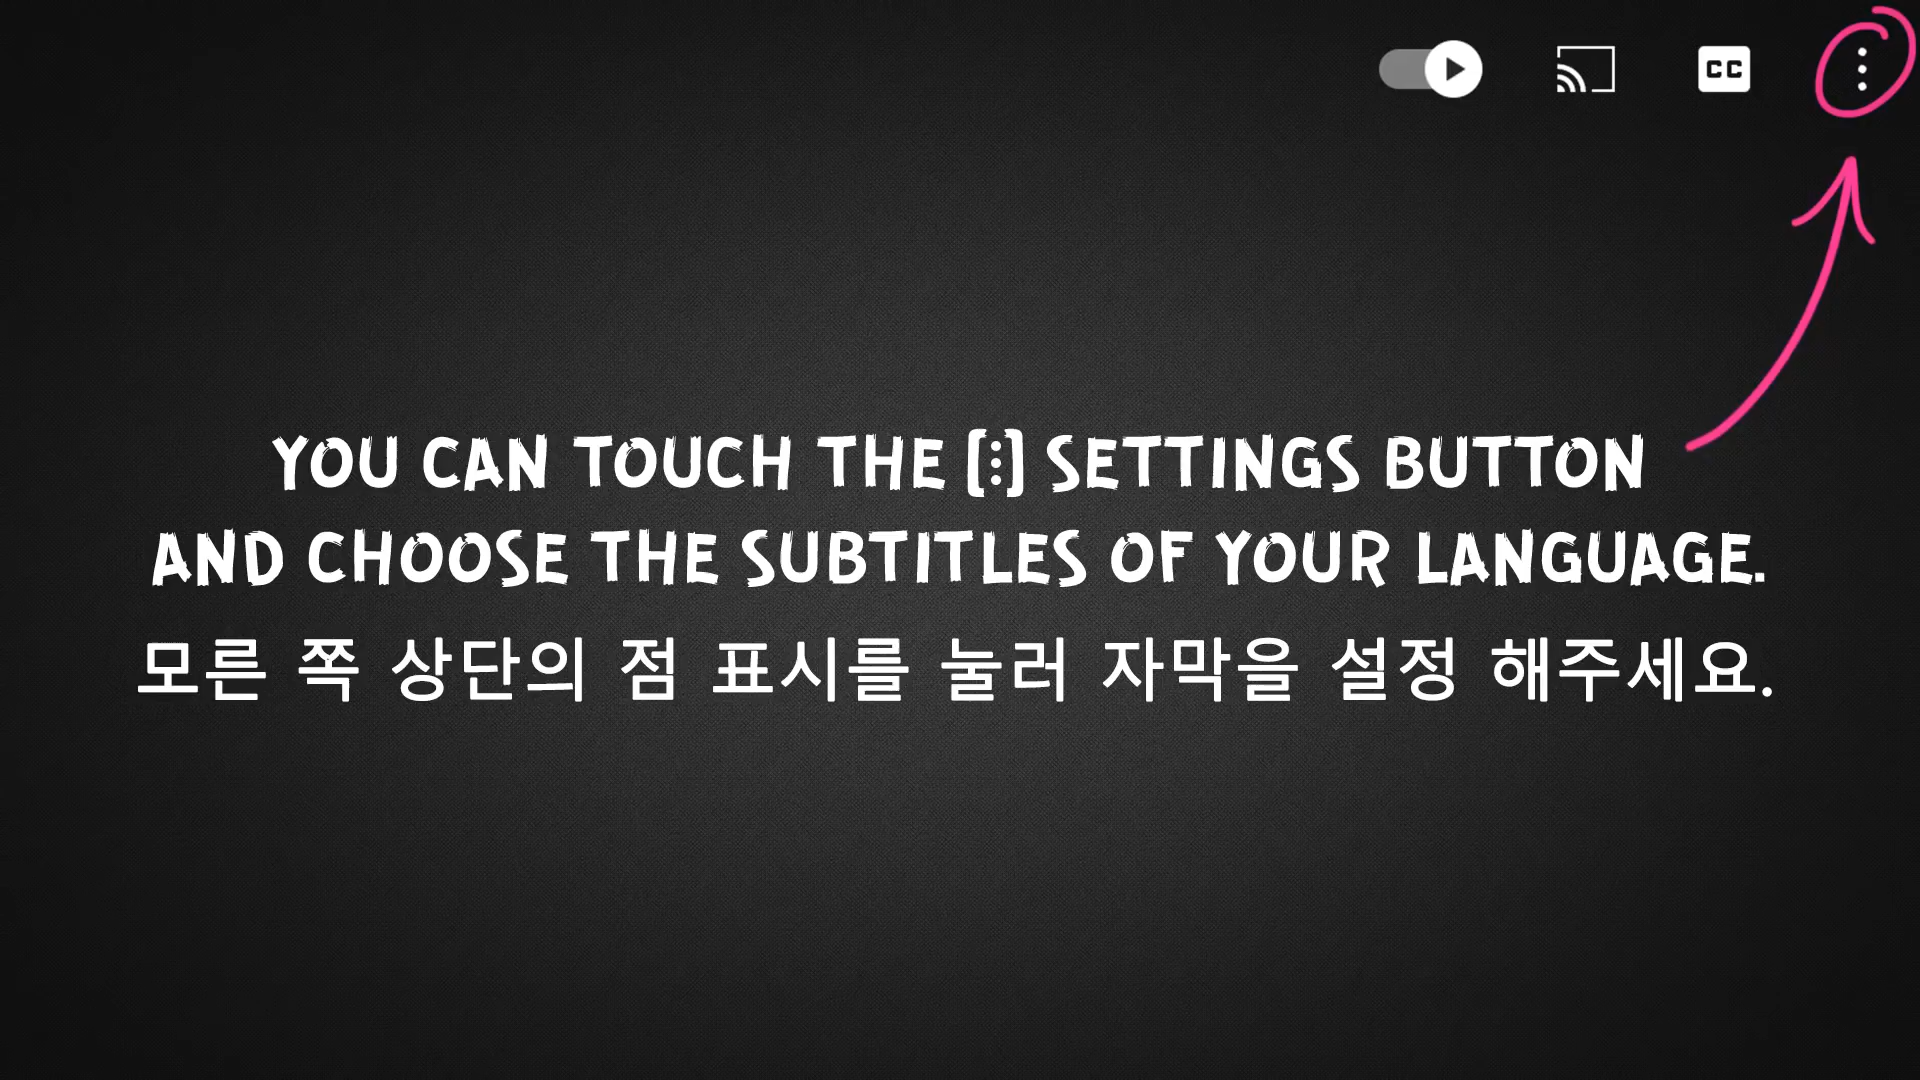 CC
YOU CAN TOUCH THE [⋮] SETTINGS BUTTON
AND CHOOSE THE SUBTITLES OF YOUR LANGUAGE.
모른 쪽 상단의 점 표시를 눌러 자막을 설정 해주세요.